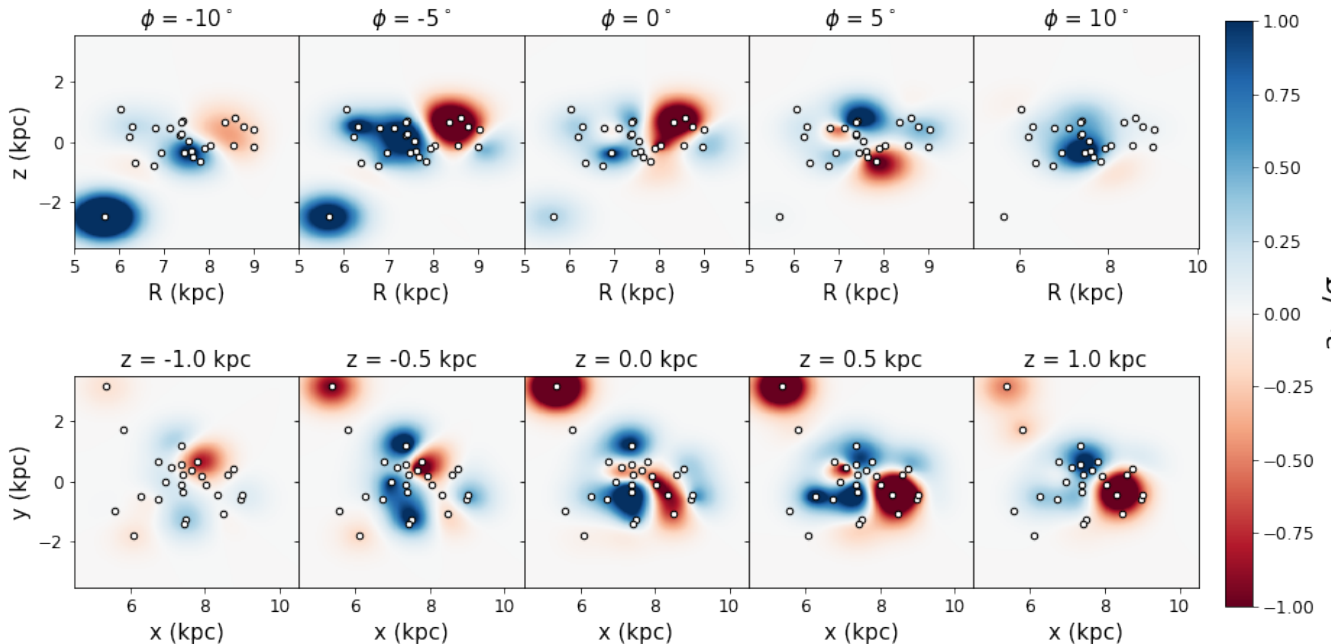 ϕ = -10° ϕ = -5° ϕ = 0° ϕ = 5° ϕ = 10°
1.00
2
0.75
z (kpc)
0
0.50
−2
0.25
5 6 7 8 9 5 6 7 8 9 5 6 7 8 9 5 6 7 8 9 6 8 10
R (kpc) R (kpc) R (kpc) R (kpc) R (kpc)
0.00
z = -1.0 kpc z = -0.5 kpc z = 0.0 kpc z = 0.5 kpc z = 1.0 kpc
−0.25
2
−0.50
y (kpc)
0
−0.75
−2
−1.00
6 8 10 6 8 10 6 8 10 6 8 10 6 8 10
x (kpc) x (kpc) x (kpc) x (kpc) x (kpc)